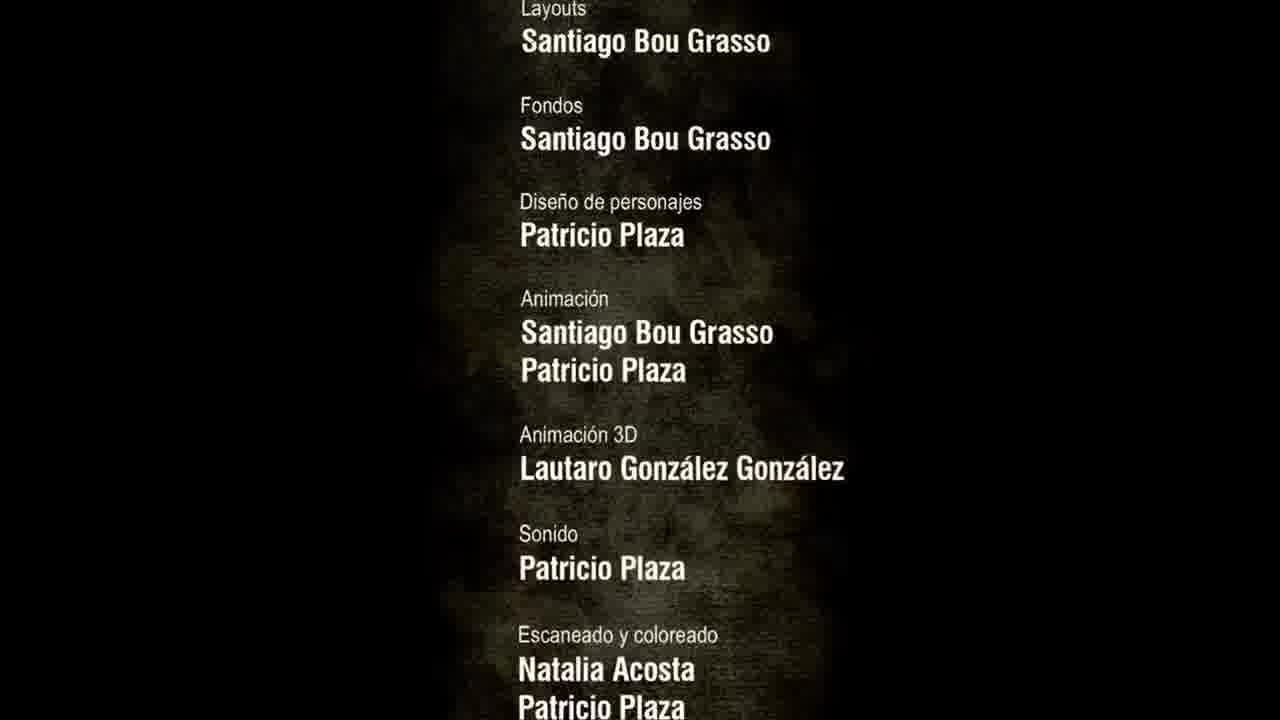 Layouts
Santiago Bou Grasso
Fondos
Santiago Bou Grasso
Diseño de personajes
Patricio Plaza
Animación
Santiago Bou Grasso
Patricio Plaza
Animación 3D
Lautaro González González
Sonido
Patricio Plaza
Escaneado y coloreado
Natalia Acosta
Patricio Plaza